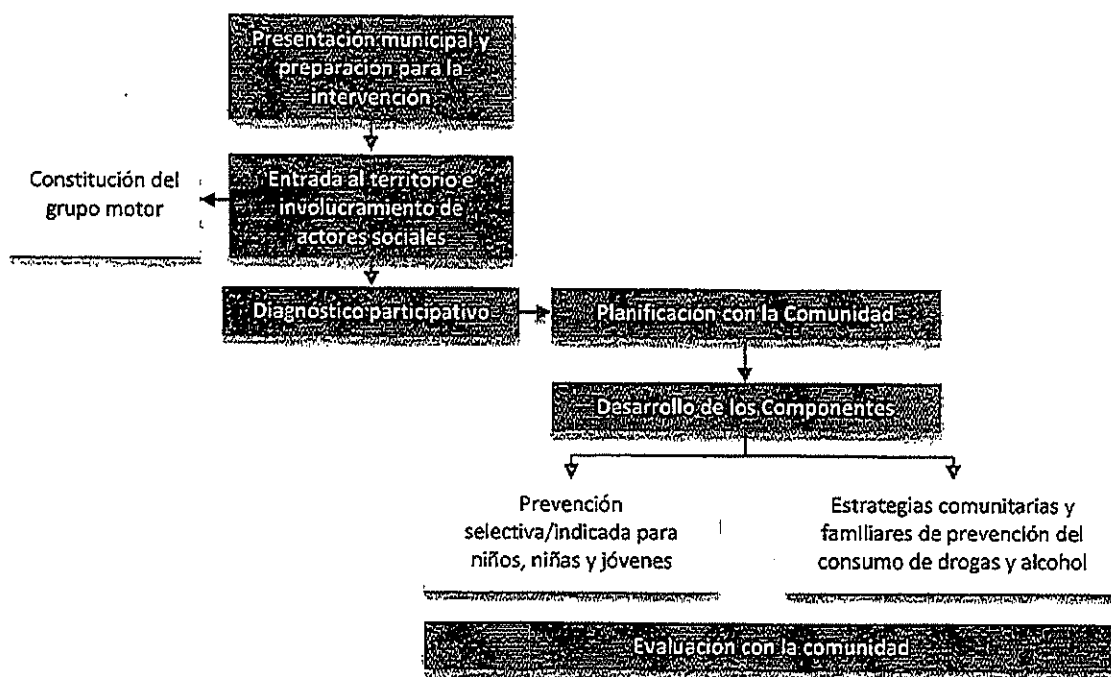 Presentación municipal y
preparación para la
intervención
Constitución del
grupo motor
Entrada al territorio e
involucramiento de
actores sociales
Diagnóstico participativo
Planificación con la Comunidad
Desarrollo de los Componentes
Prevención
selectiva/indicada para
niños, niñas y jóvenes
Estrategias comunitarias y
familiares de prevención del
consumo de drogas y alcohol
Evaluación con la comunidad